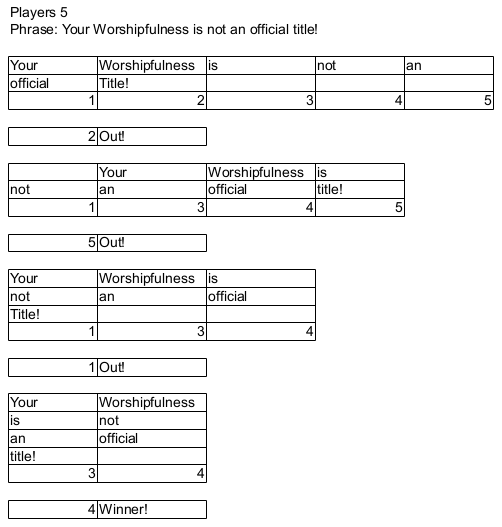 Players 5
Phrase: Your Worshipfulness is not an official title!
Your Worshipfulness is not an
official Title!
1 2 3 4 5
2 Out!
Your Worshipfulness is
not an official title!
1 3 4 5
5 Out!
Your Worshipfulness is
not an official
Title!
1 3 4
1 Out!
Your Worshipfulness
is not
an official
title!
3 4
4 Winner!